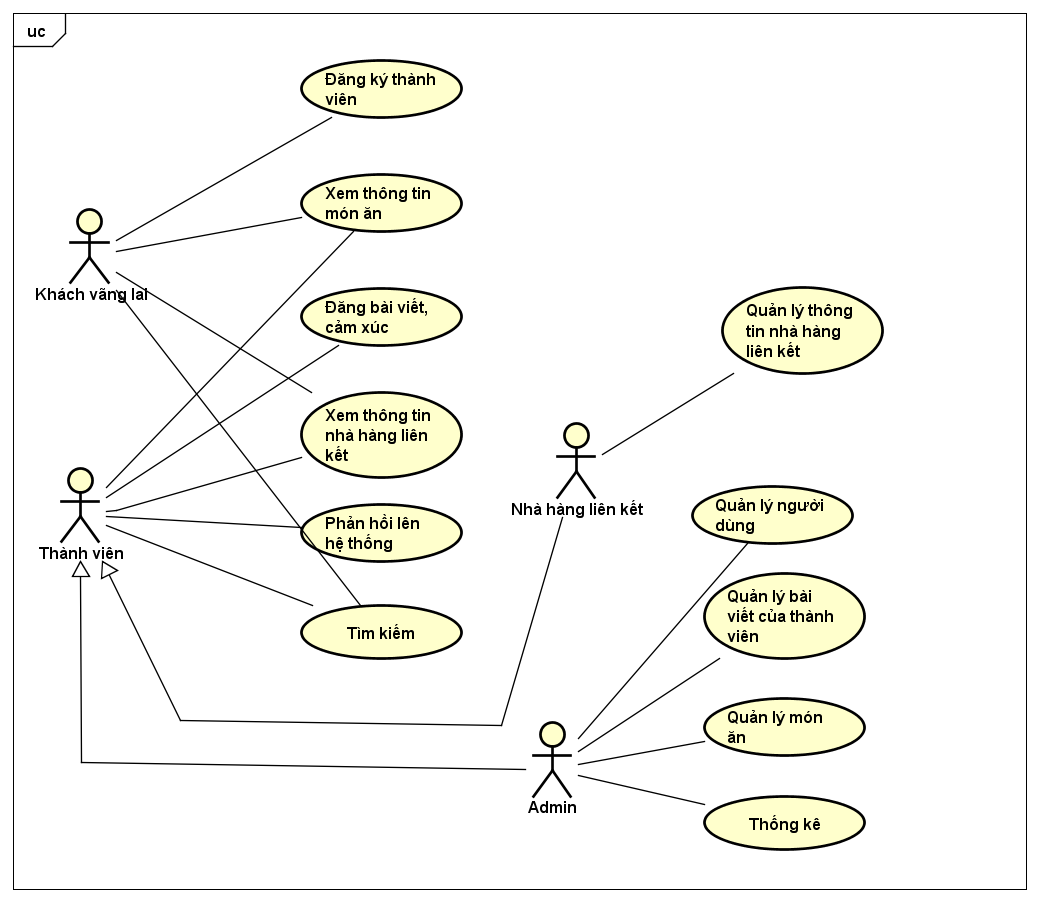 uc
Đăng ký thành
viên
Xem thông tin
món ăn
Khách vãng lai
Đăng bài viết,
cảm xúc
Quản lý thông
tin nhà hàng
liên kết
Xem thông tin
nhà hàng liên
kết
Nhà hàng liên kết
Quản lý người
dùng
Phản hồi lên
hệ thống
Thành viên
Quản lý bài
viết của thành
viên
Tìm kiếm
Quản lý món
ăn
Admin
Thống kê